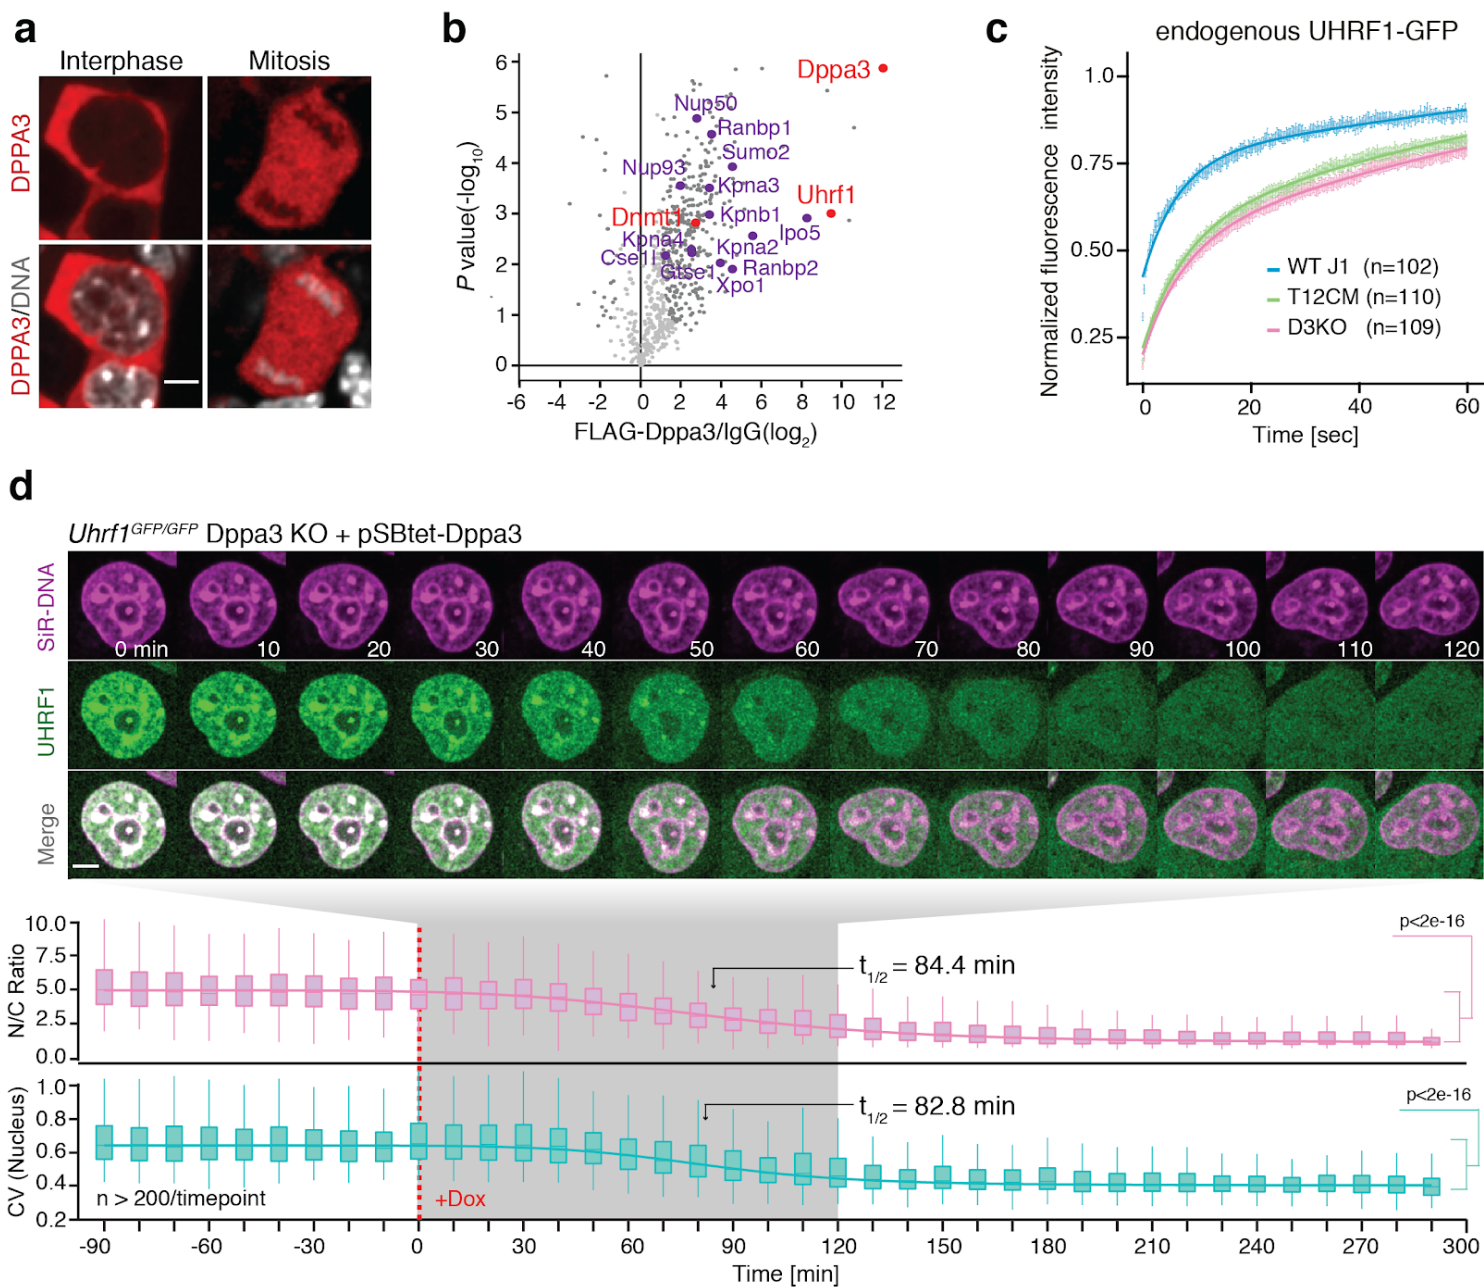 a
Interphase
Mitosis
DPPA3
DPPA3/DNA
b
P value(-log10)
6
5
4
3
2
1
0
-6
-4
-2
0
2
4
6
8
10
12
FLAG-Dppa3/IgG(log2)
Dppa3
Nup50
Ranbp1
Sumo2
Nup93
Kpna3
Uhrf1
Dnmt1
Kpnb1
Ipo5
Kpna4
Kpna2
Cse1l
Gtse1
Ranbp2
Xpo1
c
endogenous UHRF1-GFP
Normalized fluorescence intensity
1.0
0.75
0.50
0.25
WT J1 (n=102)
T12CM (n=110)
D3KO (n=109)
0
20
40
60
Time [sec]
d
Uhrf1GFP/GFP Dppa3 KO + pSBtet-Dppa3
SiR-DNA
0 min 10 20 30 40 50 60 70 80 90 100 110 120
UHRF1
Merge
N/C Ratio
10.0
7.5
5.0
2.5
0.0
t1/2 = 84.4 min
p<2e-16
CV (Nucleus)
1.0
0.8
0.6
0.4
0.2
t1/2 = 82.8 min
p<2e-16
n > 200/timepoint
+Dox
-90 -60 -30 0 30 60 90 120 150 180 210 240 270 300
Time [min]